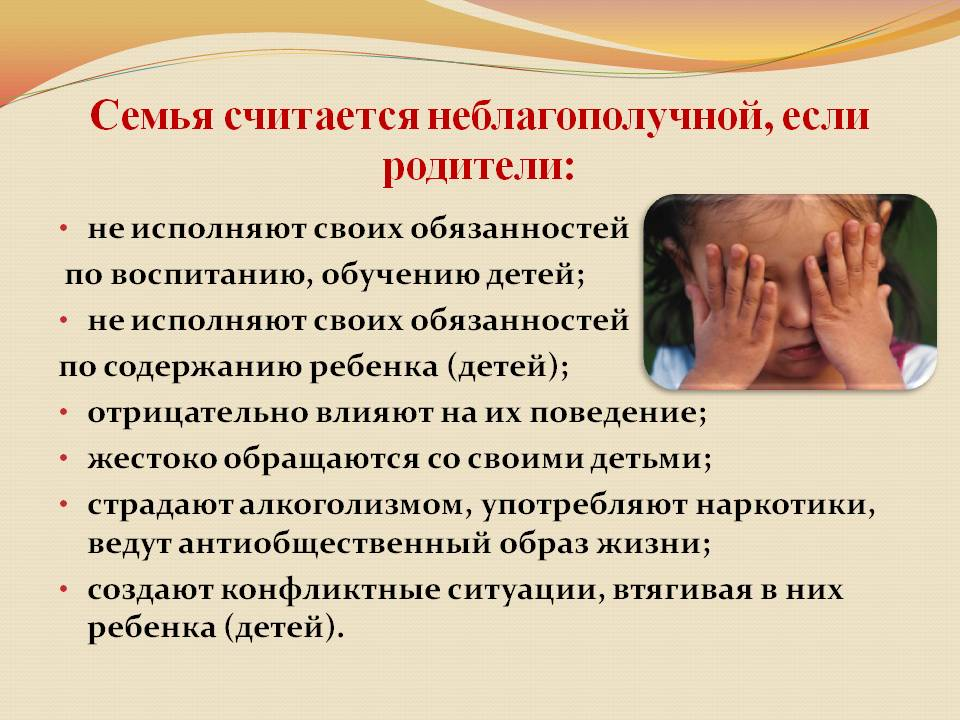 Семья считается неблагополучной, если
родители:
• не исполняют своих обязанностей
по воспитанию, обучению детей;
• не исполняют своих обязанностей
по содержанию ребенка (детей);
• отрицательно влияют на их поведение;
• жестоко обращаются со своими детьми;
• страдают алкоголизмом, употребляют наркотики,
ведут антиобщественный образ жизни;
• создают конфликтные ситуации, втягивая в них
ребенка (детей).